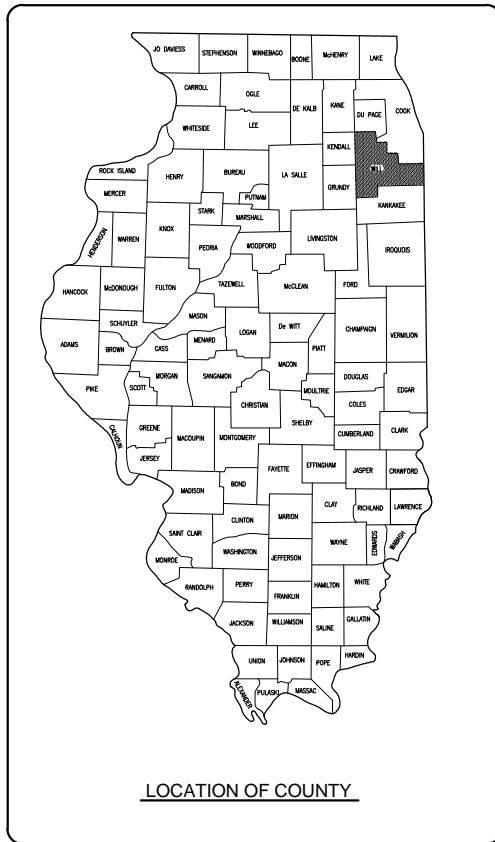 JO DAVIESS
STEPHENSON
WINNEBAGO
BOONE
McHENRY
LAKE
CARROLL
OGLE
DE KALB
KANE
DU PAGE
COOK
WHITESIDE
LEE
KENDALL
WILL
ROCK ISLAND
HENRY
BUREAU
LA SALLE
GRUNDY
KANKAKEE
MERCER
PUTNAM
STARK
MARSHALL
HENDERSON
WARREN
KNOX
PEORIA
WOODFORD
LIVINGSTON
IROQUOIS
HANCOCK
McDONOUGH
FULTON
TAZEWELL
McCLEAN
FORD
MASON
SCHUYLER
LOGAN
De WITT
CHAMPAIGN
VERMILION
ADAMS
BROWN
CASS
MENARD
PIATT
MACON
PIKE
SCOTT
MORGAN
SANGAMON
MOULTRIE
DOUGLAS
EDGAR
CHRISTIAN
COLES
CALHOUN
GREENE
MACOUPIN
MONTGOMERY
SHELBY
CUMBERLAND
CLARK
JERSEY
FAYETTE
EFFINGHAM
JASPER
CRAWFORD
MADISON
BOND
CLAY
RICHLAND
LAWRENCE
CLINTON
MARION
SAINT CLAIR
WAYNE
EDWARDS
WABASH
WASHINGTON
JEFFERSON
MONROE
RANDOLPH
PERRY
HAMILTON
WHITE
FRANKLIN
JACKSON
WILLIAMSON
SALINE
GALLATIN
UNION
JOHNSON
POPE
HARDIN
ALEXANDER
PULASKI
MASSAC
LOCATION OF COUNTY